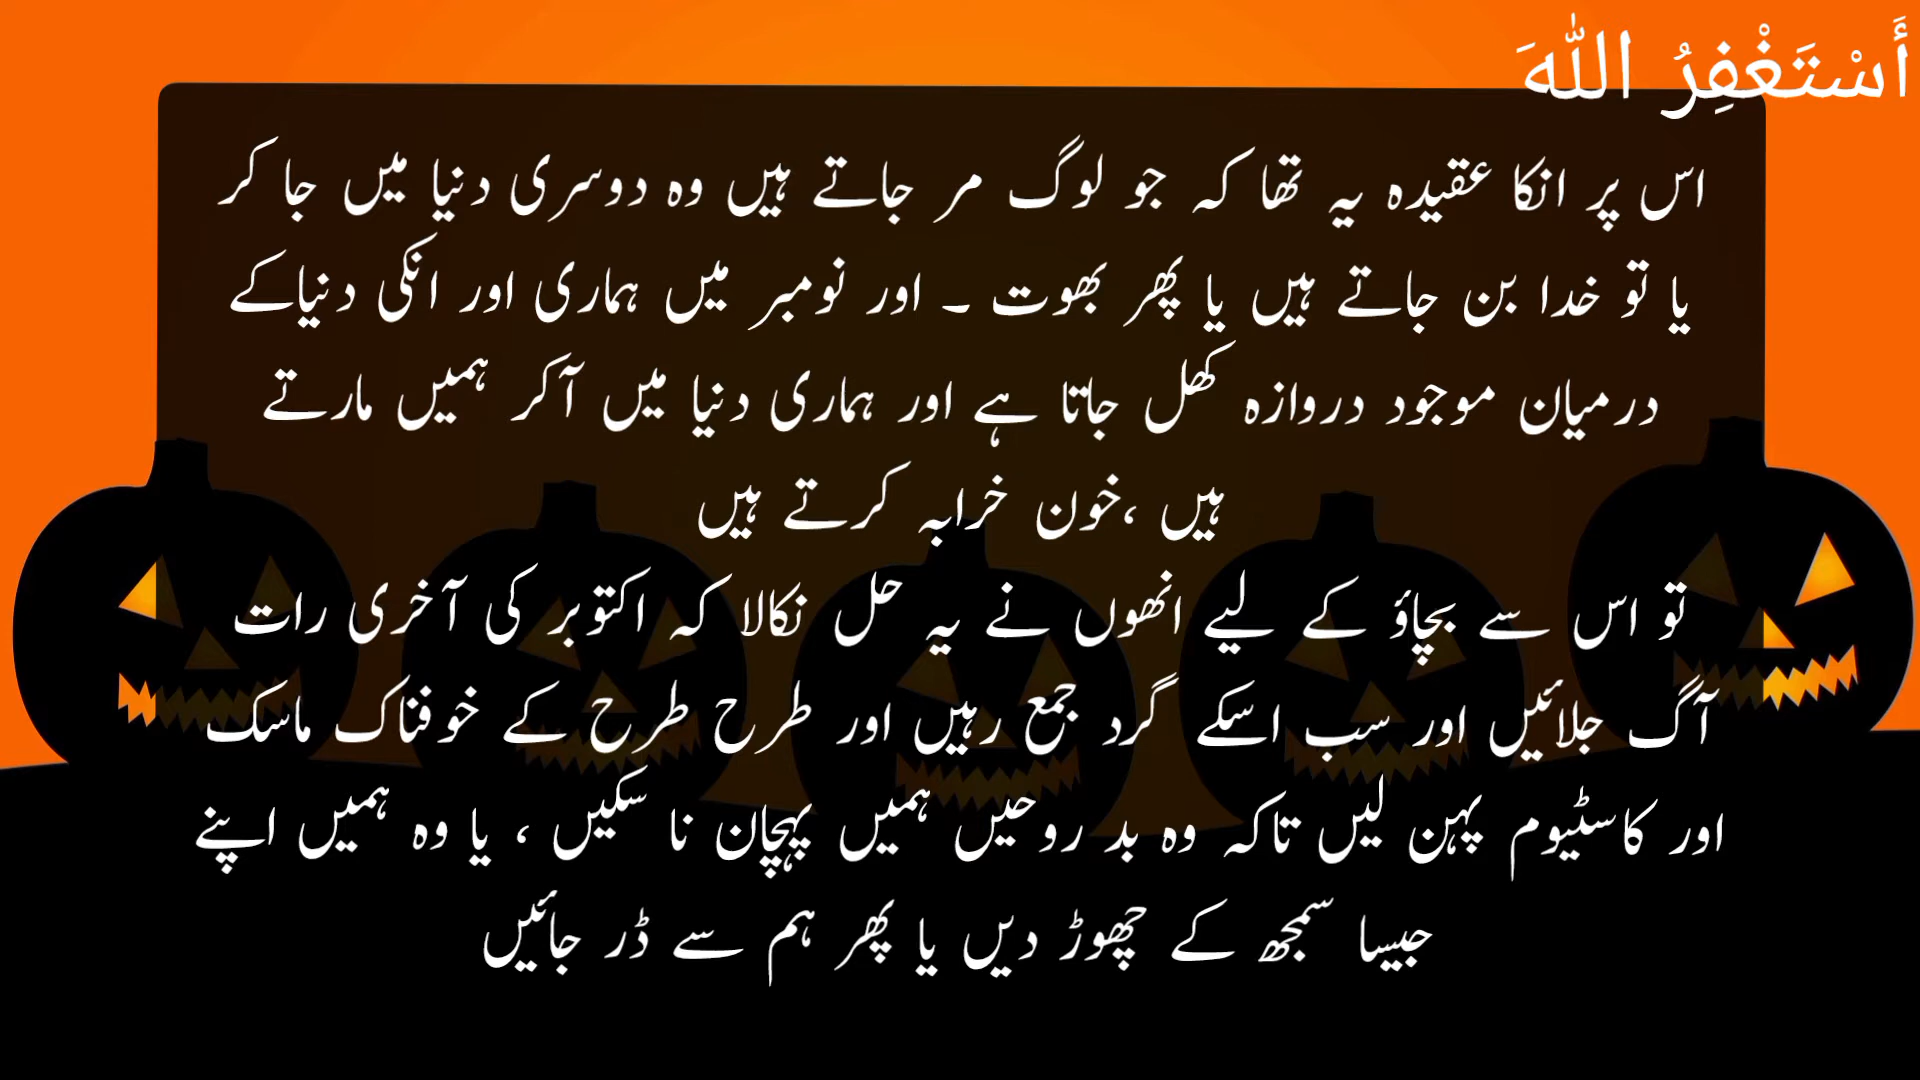 أَسْتَغْفِرُ اللهَ
اس پر انکا عقیدہ یہ تھا کہ جو لوگ مر جاتے ہیں وہ دوسری دنیا میں جا کر
یا تو خدا بن جاتے ہیں یا پھر بھوت ۔ اور نومبر میں ہماری اور انکی دنیاکے
درمیان موجود دروازہ کھل جاتا ہے اور ہماری دنیا میں آکر ہمیں مارتے
ہیں ،خون خرابہ کرتے ہیں
تو اس سے بچاؤ کے لیے انھوں نے یہ حل نکالا کہ اکتوبر کی آخری رات
آگ جلائیں اور سب اسکے گرد جمع رہیں اور طرح طرح کے خوفناک ماسک
اور کاسٹیوم پہن لیں تاکہ وہ بد روحیں ہمیں پہچان نا سکیں ، یا وہ ہمیں اپنے
جیسا سمجھ کے چھوڑ دیں یا پھر ہم سے ڈر جائیں